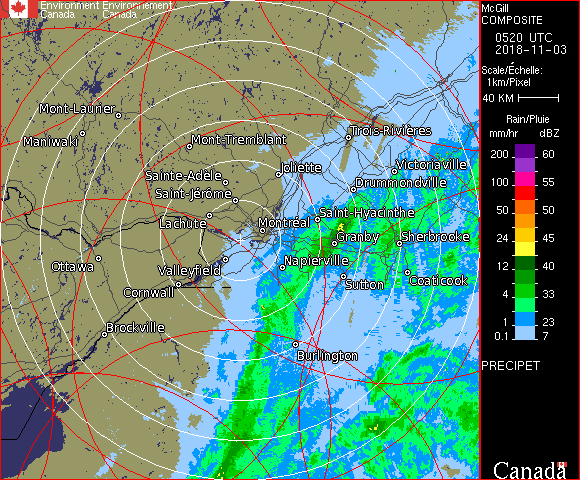 Environment Environnement
Canada Canada
McGill
COMPOSITE
0520 UTC
2018-11-03
Scale/Échelle:
1km/Pixel
40 KM
Rain/Pluie
mm/hr dBZ
200 60
150 57
100 55
50 50
24 45
12 40
4 33
1 23
0.1 7
PRECIPET
Mont-Laurier
Maniwaki
Mont-Tremblant
Trois-Rivières
Joliette
Victoriaville
Sainte-Adèle
Drummondville
Saint-Jérôme
Saint-Hyacinthe
Lachute
Montréal
Granby
Sherbrooke
Ottawa
Valleyfield
Napierville
Coaticook
Sutton
Cornwall
Brockville
Burlington
Canada